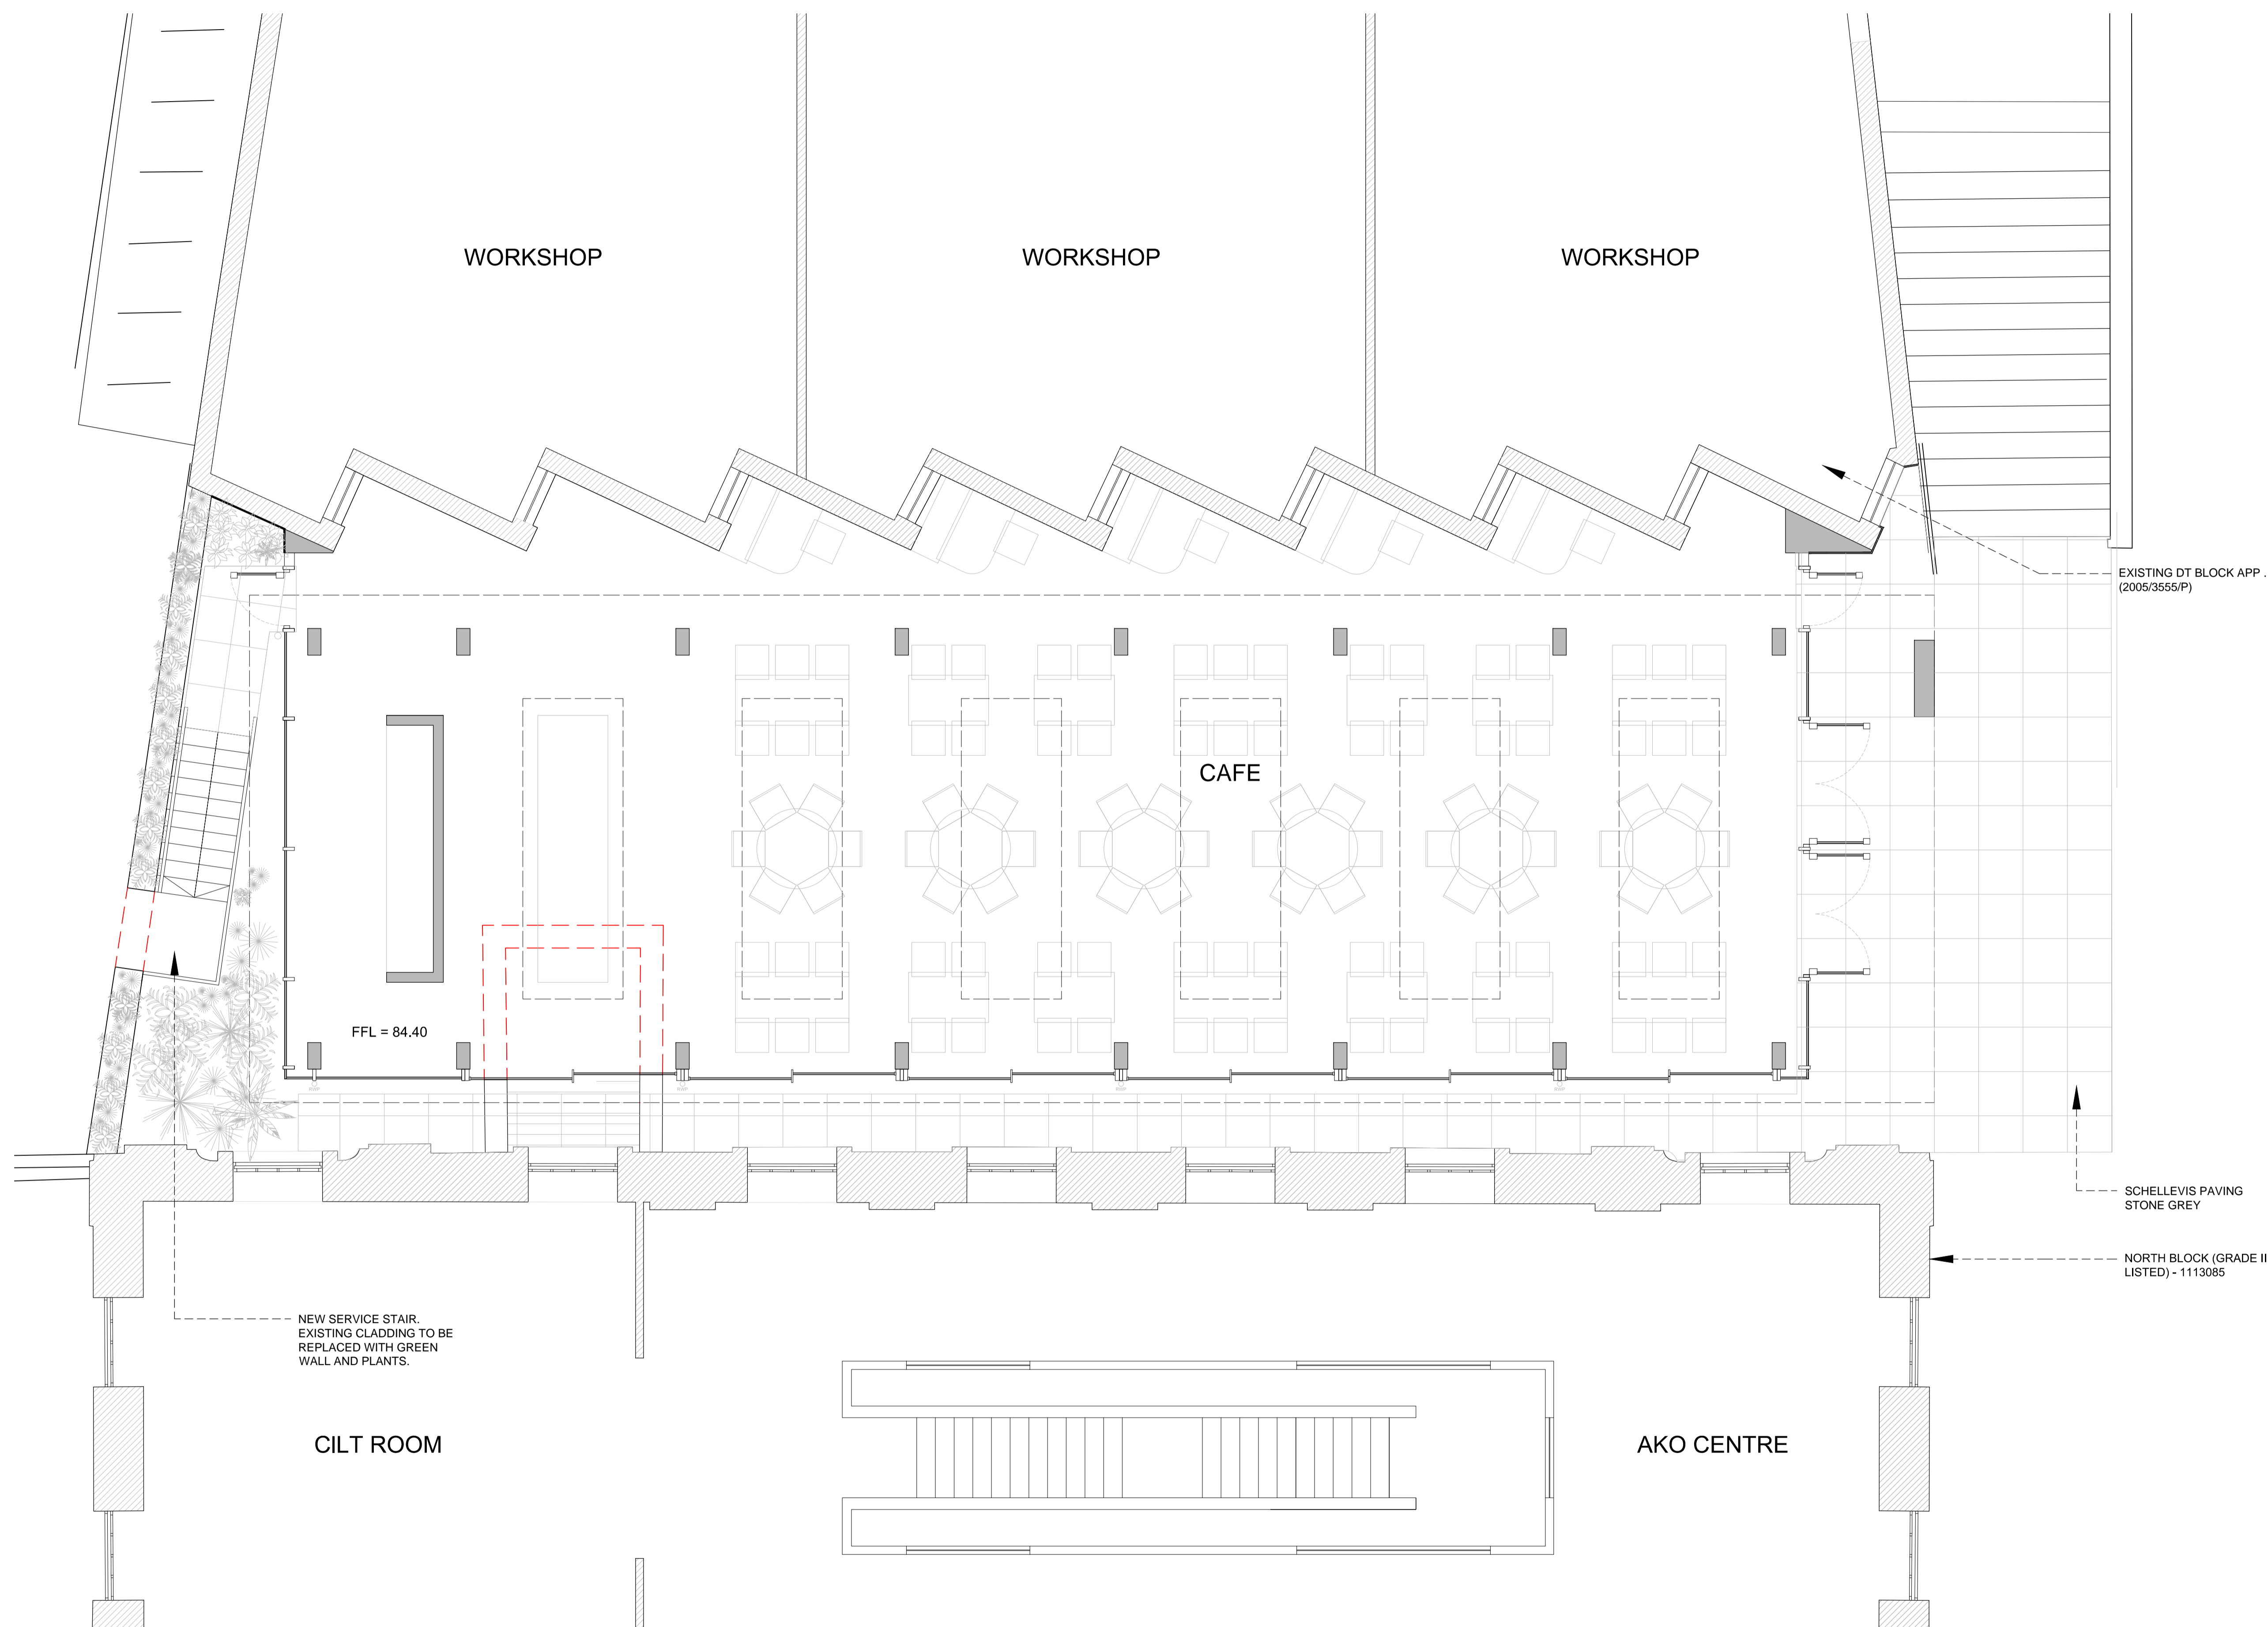 WORKSHOP
WORKSHOP
WORKSHOP
EXISTING DT BLOCK APP .
(2005/3555/P)
CAFE
FFL = 84.40
SCHELLEVIS PAVING
STONE GREY
NORTH BLOCK (GRADE II
LISTED) - 1113085
NEW SERVICE STAIR.
EXISTING CLADDING TO BE
REPLACED WITH GREEN
WALL AND PLANTS.
CILT ROOM
AKO CENTRE